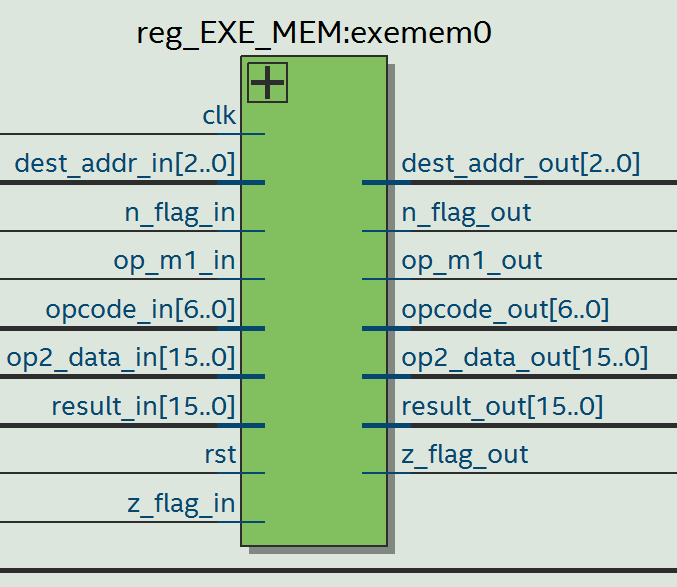 reg_EXE_MEM:exemem0
clk
dest_addr_in[2..0]
dest_addr_out[2..0]
n_flag_in
n_flag_out
op_m1_in
op_m1_out
opcode_in[6..0]
opcode_out[6..0]
op2_data_in[15..0]
op2_data_out[15..0]
result_in[15..0]
result_out[15..0]
rst
z_flag_out
z_flag_in